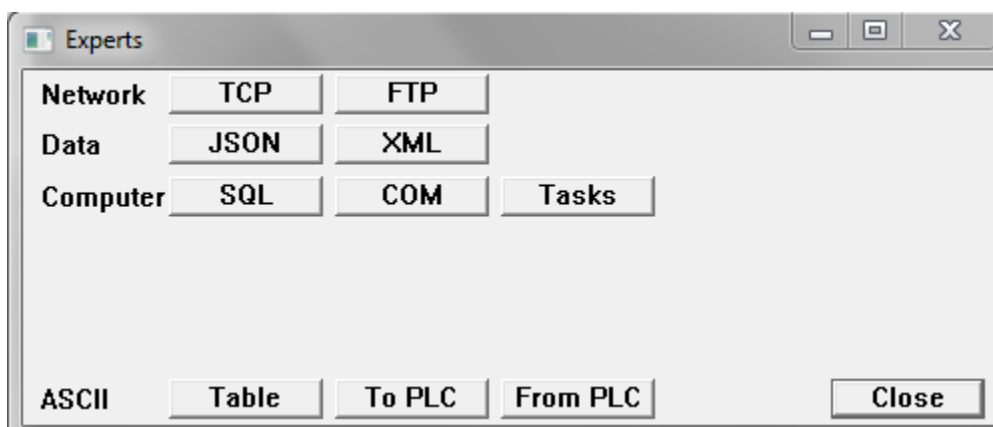 Experts
Network TCP FTP
Data JSON XML
Computer SQL COM Tasks
ASCII Table To PLC From PLC Close